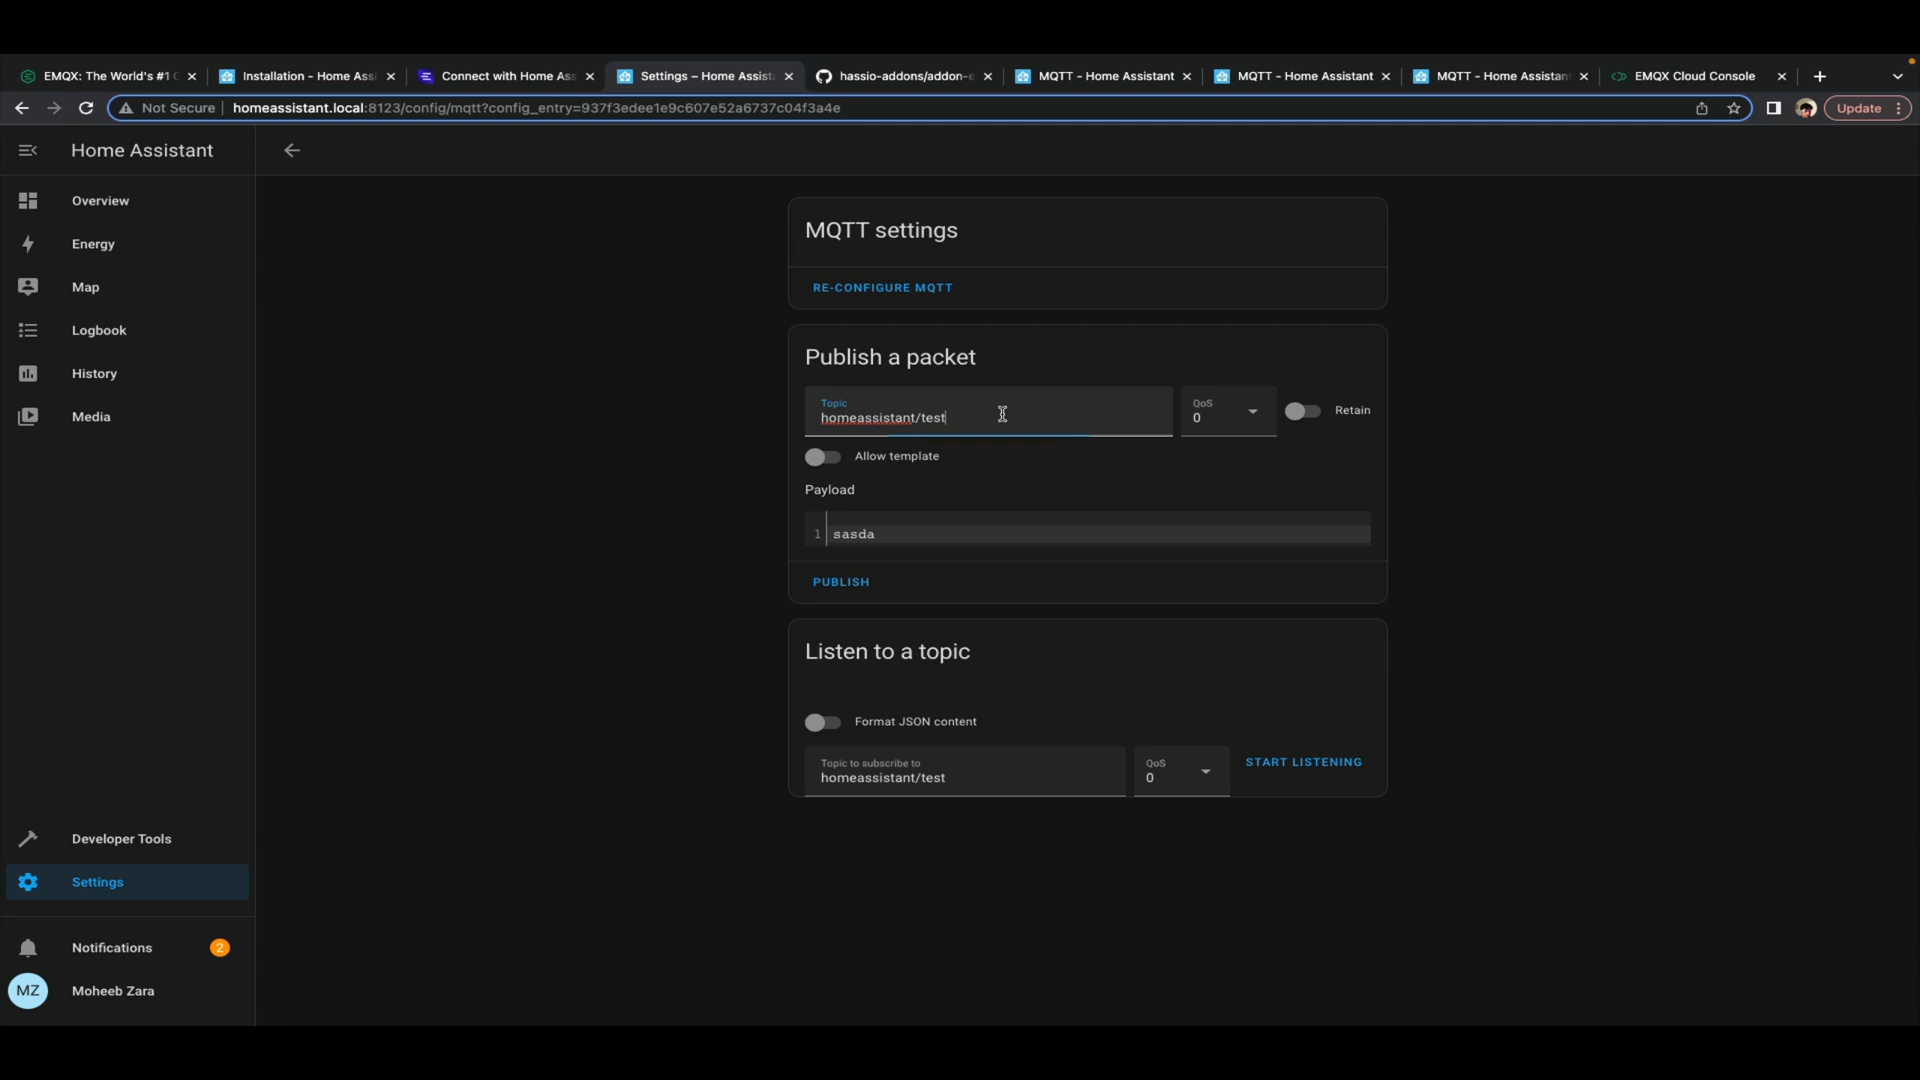 EMQX: The World's #1
Installation - Home Assi
Connect with Home Ass
Settings – Home Assist
hassio-addons/addon-e
MQTT - Home Assistant
MQTT - Home Assistant
MQTT - Home Assistant
EMQX Cloud Console
Not Secure
homeassistant.local:8123/config/mqtt?config_entry=937f3edee1e9c607e52a6737c04f3a4e
Update
Home Assistant
Overview
Energy
Map
Logbook
History
Media
Developer Tools
Settings
Notifications
2
MZ
Moheeb Zara
MQTT settings
RE-CONFIGURE MQTT
Publish a packet
Topic
homeassistant/test
QoS
0
Retain
Allow template
Payload
1 sasda
PUBLISH
Listen to a topic
Format JSON content
Topic to subscribe to
homeassistant/test
QoS
0
START LISTENING